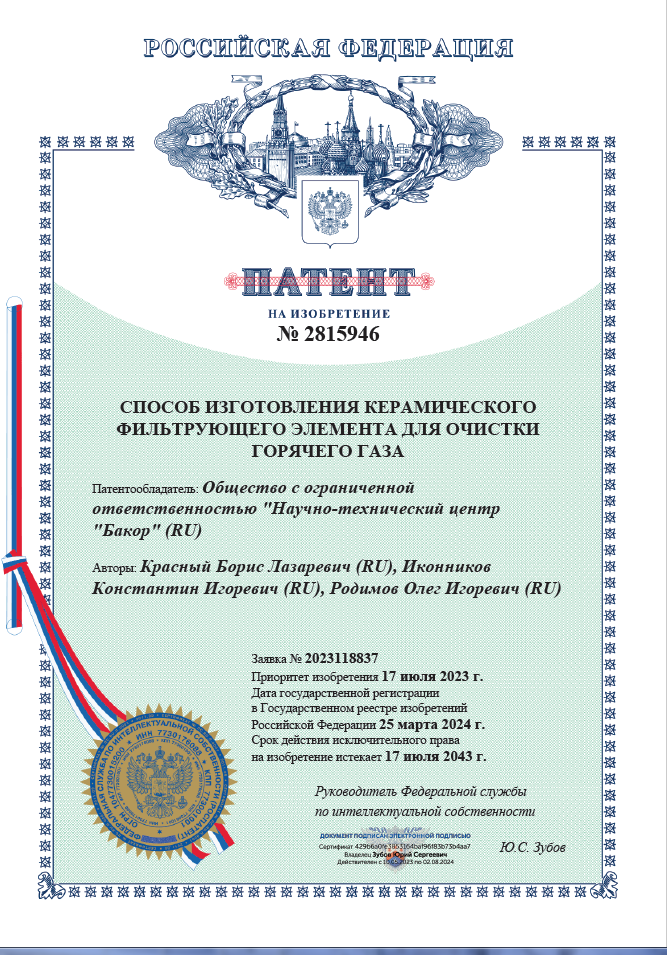 РОССИЙСКАЯ ФЕДЕРАЦИЯ
ПАТЕНТ
НА ИЗОБРЕТЕНИЕ
№ 2815946
СПОСОБ ИЗГОТОВЛЕНИЯ КЕРАМИЧЕСКОГО
ФИЛЬТРУЮЩЕГО ЭЛЕМЕНТА ДЛЯ ОЧИСТКИ
ГОРЯЧЕГО ГАЗА
Патентообладатель: Общество с ограниченной
ответственностью "Научно-технический центр
"Бакор" (RU)
Авторы: Красный Борис Лазаревич (RU), Иконников
Константин Игоревич (RU), Родимов Олег Игоревич (RU)
Заявка № 2023118837
Приоритет изобретения 17 июля 2023 г.
Дата государственной регистрации
в Государственном реестре изобретений
Российской Федерации 25 марта 2024 г.
Срок действия исключительного права
на изобретение истекает 17 июля 2043 г.
Руководитель Федеральной службы
по интеллектуальной собственности
ДОКУМЕНТ ПОДПИСАН ЭЛЕКТРОННОЙ ПОДПИСЬЮ
Сертификат
Владелец Зубов Юрий Сергеевич
Действителен с 10.05.2023 по 02.08.2024
Ю.С. Зубов
ФЕДЕРАЛЬНАЯ СЛУЖБА ПО ИНТЕЛЛЕКТУАЛЬНОЙ СОБСТВЕННОСТИ (РОСПАТЕНТ)
ИНН 7730176088
КПП
ОГРН